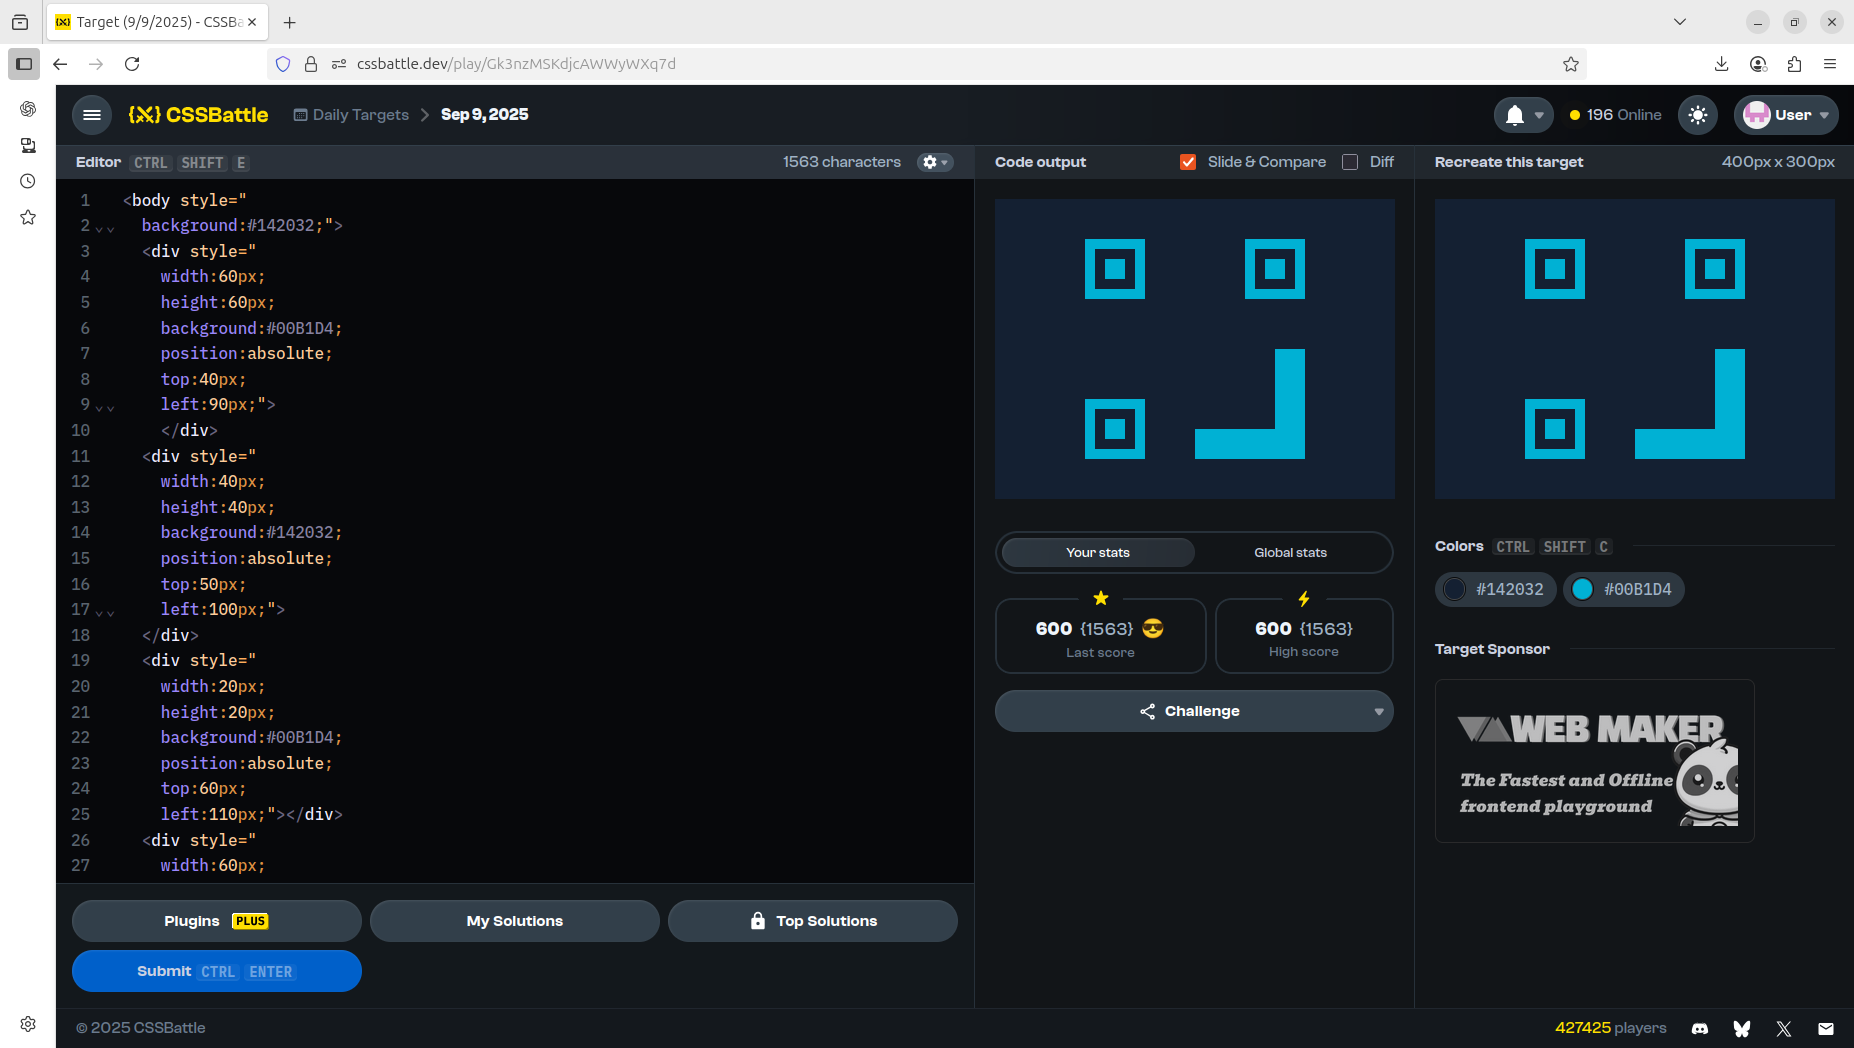 Target (9/9/2025) - CSSBa
cssbattle.dev/play/Gk3nzMSKdjcAWWyWXq7d
CSSBattle
Daily Targets
Sep 9, 2025
196 Online
User
Editor CTRL SHIFT E
1563 characters
1 <body style="
2 background:#142032;">
3 <div style="
4 width:60px;
5 height:60px;
6 background:#00B1D4;
7 position:absolute;
8 top:40px;
9 left:90px;">
10 </div>
11 <div style="
12 width:40px;
13 height:40px;
14 background:#142032;
15 position:absolute;
16 top:50px;
17 left:100px;">
18 </div>
19 <div style="
20 width:20px;
21 height:20px;
22 background:#00B1D4;
23 position:absolute;
24 top:60px;
25 left:110px;"></div>
26 <div style="
27 width:60px;
Plugins PLUS
My Solutions
Top Solutions
Submit CTRL ENTER
Code output
Slide & Compare
Diff
Your stats
Global stats
600 {1563}
Last score
600 {1563}
High score
Challenge
Recreate this target
400px x 300px
Colors CTRL SHIFT C
#142032
#00B1D4
Target Sponsor
WEB MAKER
The Fastest and Offline
frontend playground
© 2025 CSSBattle
427425 players